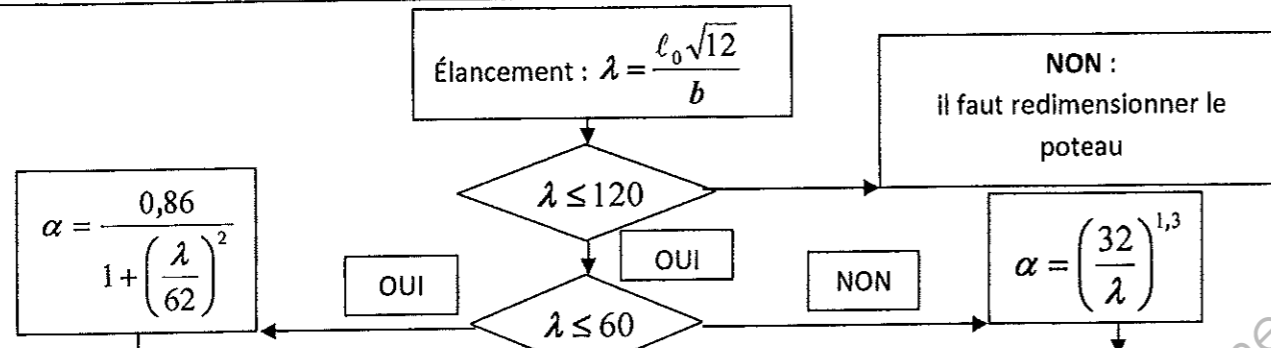 Élancement : λ = ℓ₀√12 / b
NON :
il faut redimensionner le
poteau
λ ≤ 120
α = 0,86 / (1 + (λ/62)²)
OUI
OUI
NON
α = (32/λ)^1,3
λ ≤ 60